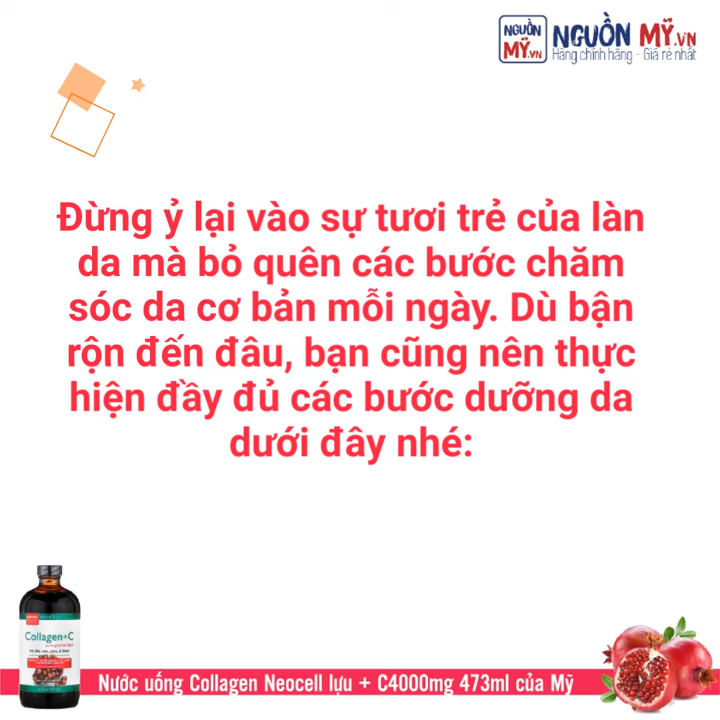 NGUỒN
MỸ.VN
NGUỒN MỸ.VN
Hàng chính hãng - Giá rẻ nhất
Đừng ỷ lại vào sự tươi trẻ của làn
da mà bỏ quên các bước chăm
sóc da cơ bản mỗi ngày. Dù bận
rộn đến đâu, bạn cũng nên thực
hiện đầy đủ các bước dưỡng da
dưới đây nhé:
Collagen+C
Nước uống Collagen Neocell lựu + C4000mg 473ml của Mỹ